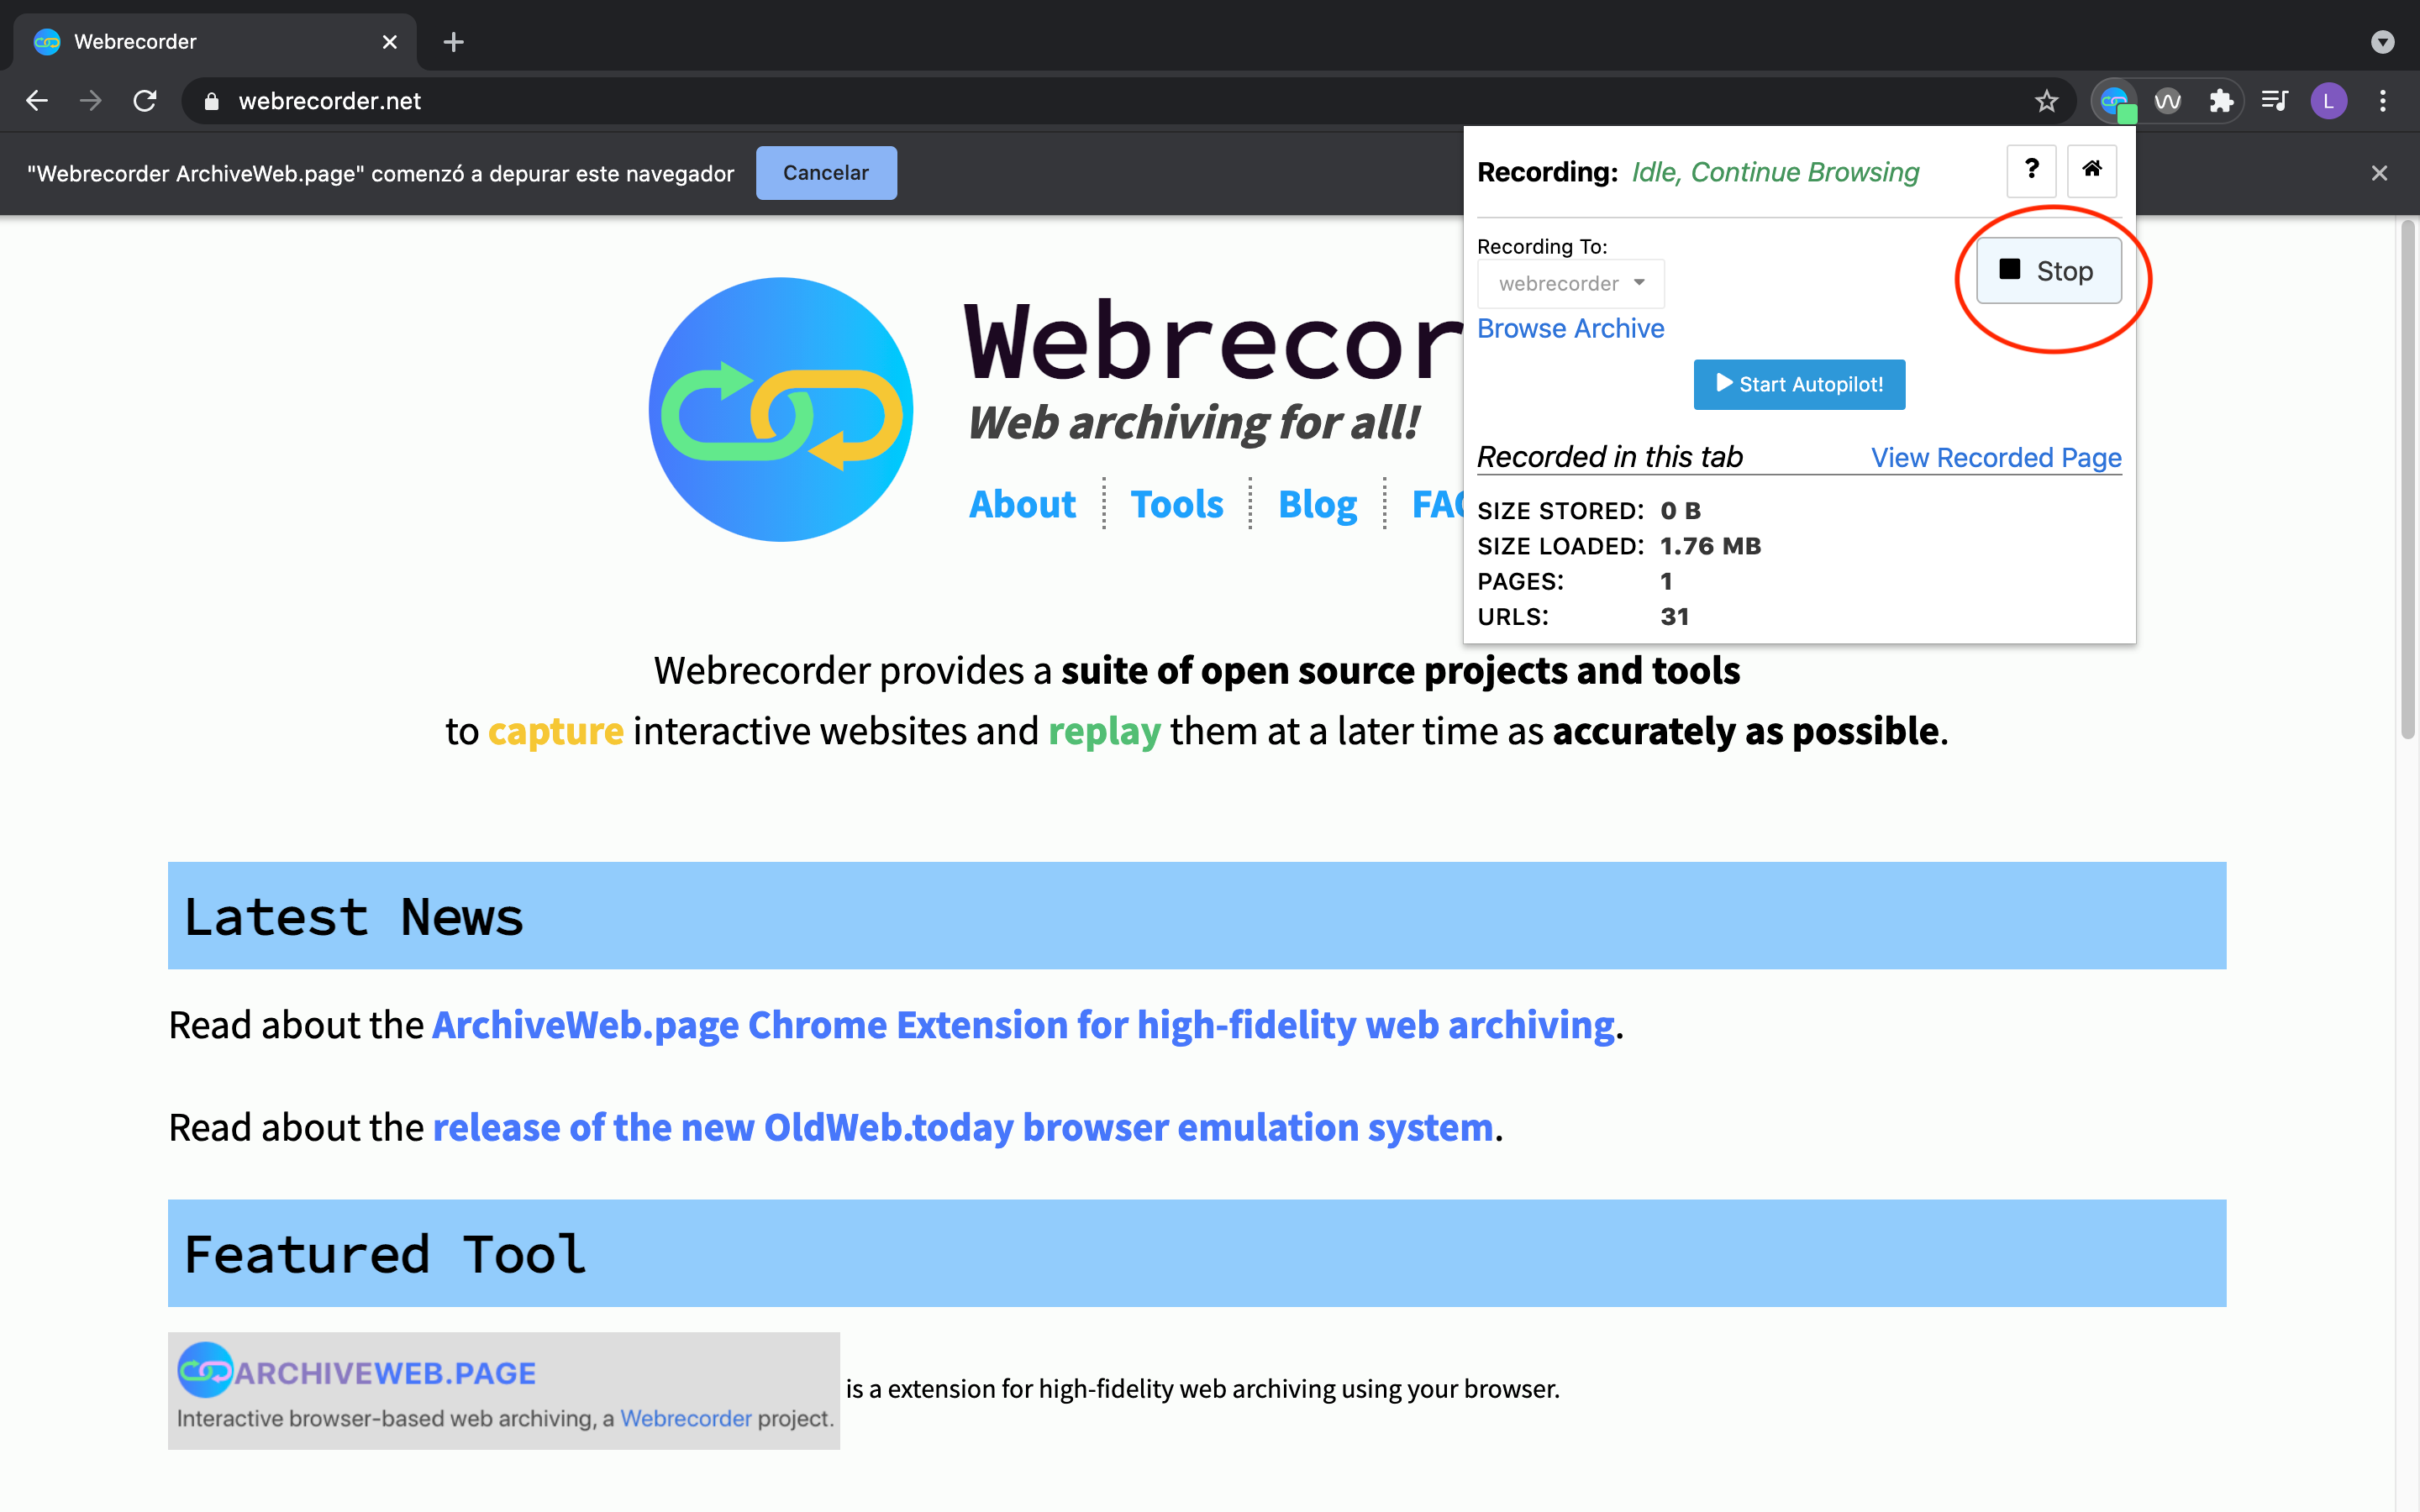 Webrecorder
webrecorder.net
L
"Webrecorder ArchiveWeb.page" comenzó a depurar este navegador
Cancelar
Recording: Idle, Continue Browsing
?
Recording To:
webrecorder
Stop
Browse Archive
Start Autopilot!
Recorded in this tab
View Recorded Page
SIZE STORED: 0 B
SIZE LOADED: 1.76 MB
PAGES: 1
URLS: 31
Webrecor
Web archiving for all!
About
Tools
Blog
FAQ
Webrecorder provides a suite of open source projects and tools
to capture interactive websites and replay them at a later time as accurately as possible.
Latest News
Read about the ArchiveWeb.page Chrome Extension for high-fidelity web archiving.
Read about the release of the new OldWeb.today browser emulation system.
Featured Tool
ARCHIVEWEB.PAGE
Interactive browser-based web archiving, a Webrecorder project.
is a extension for high-fidelity web archiving using your browser.